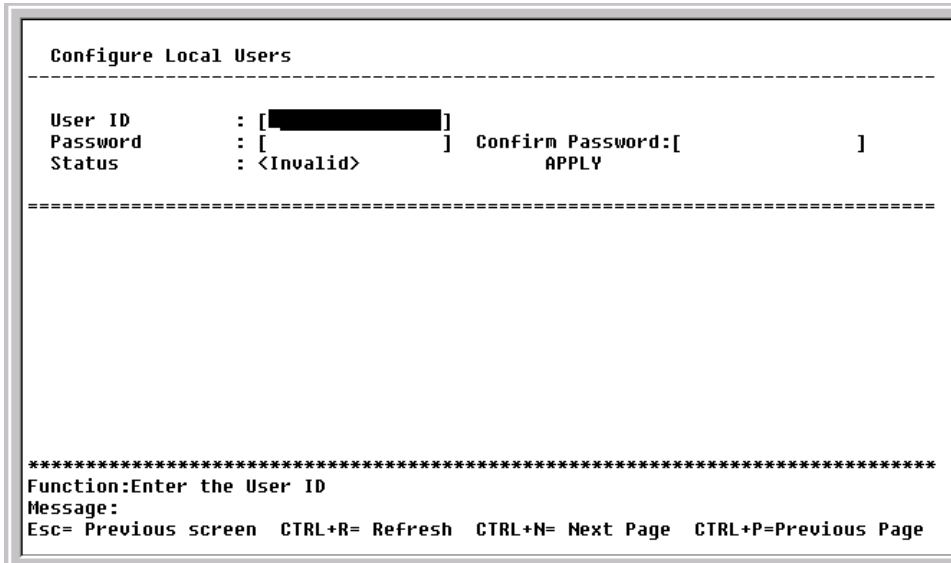 Configure Local Users
--------------------------------------------------------------------------------
User ID : [ ]
Password : [ ] Confirm Password:[ ]
Status : <Invalid> APPLY
================================================================================
********************************************************************************
Function:Enter the User ID
Message:
Esc= Previous screen CTRL+R= Refresh CTRL+N= Next Page CTRL+P=Previous Page